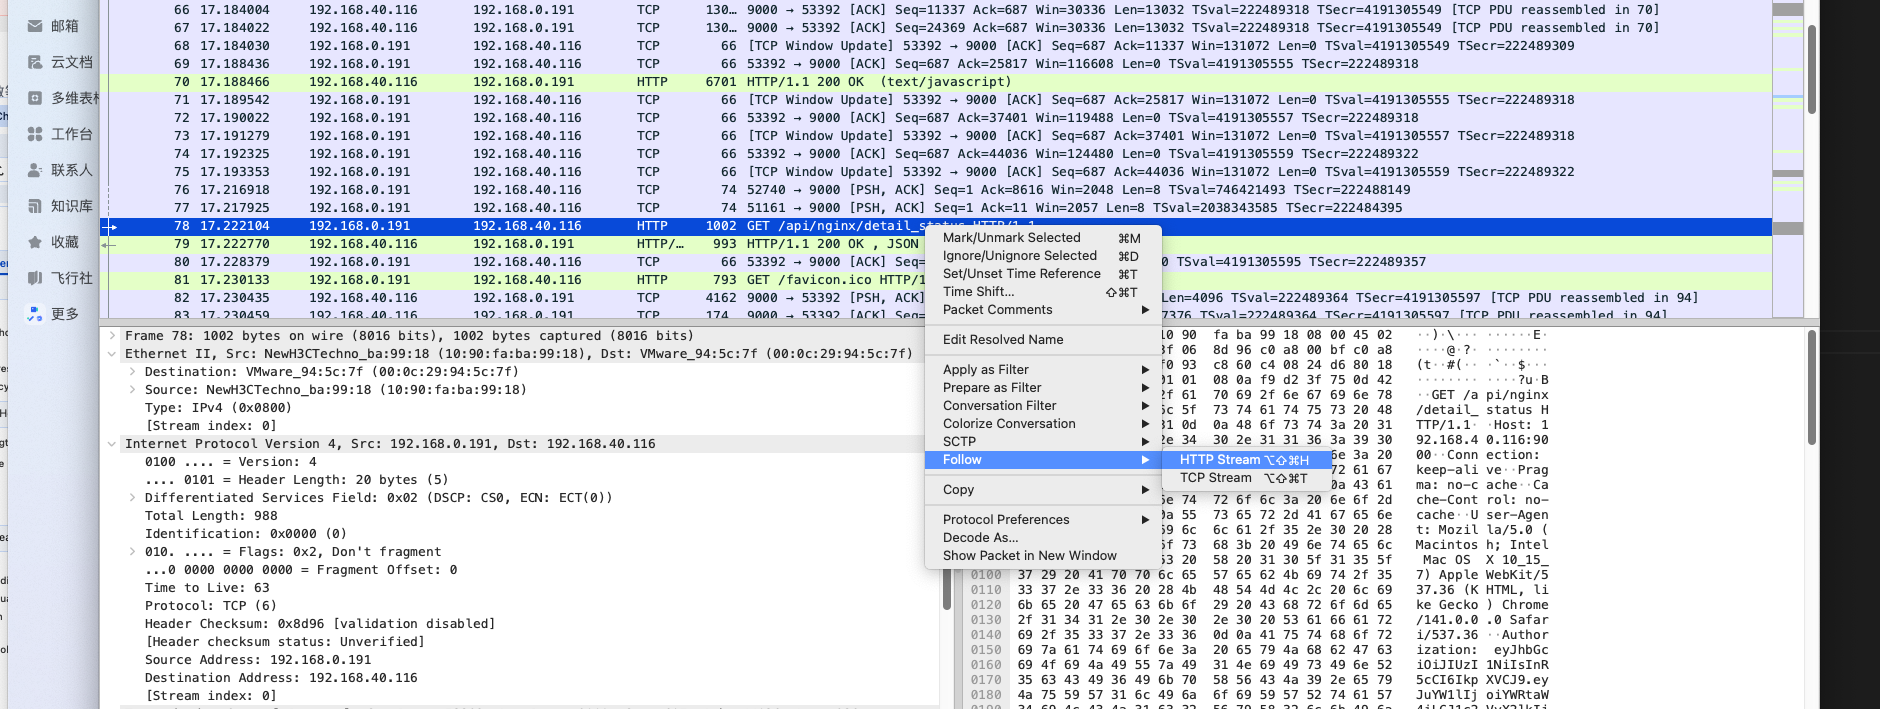 邮箱
云文档
多维表格
工作台
联系人
知识库
收藏
飞行社
更多
66 17.184004 192.168.40.116 192.168.0.191 TCP 130… 9000 → 53392 [ACK] Seq=11337 Ack=687 Win=30336 Len=13032 TSval=222489318 TSecr=4191305549 [TCP PDU reassembled in 70]
67 17.184022 192.168.40.116 192.168.0.191 TCP 130… 9000 → 53392 [ACK] Seq=24369 Ack=687 Win=30336 Len=13032 TSval=222489318 TSecr=4191305549 [TCP PDU reassembled in 70]
68 17.184030 192.168.0.191 192.168.40.116 TCP 66 [TCP Window Update] 53392 → 9000 [ACK] Seq=687 Ack=11337 Win=131072 Len=0 TSval=4191305549 TSecr=222489309
69 17.188436 192.168.0.191 192.168.40.116 TCP 66 53392 → 9000 [ACK] Seq=687 Ack=25817 Win=116608 Len=0 TSval=4191305555 TSecr=222489318
70 17.188466 192.168.40.116 192.168.0.191 HTTP 6701 HTTP/1.1 200 OK (text/javascript)
71 17.189542 192.168.0.191 192.168.40.116 TCP 66 [TCP Window Update] 53392 → 9000 [ACK] Seq=687 Ack=25817 Win=131072 Len=0 TSval=4191305555 TSecr=222489318
72 17.190022 192.168.0.191 192.168.40.116 TCP 66 53392 → 9000 [ACK] Seq=687 Ack=37401 Win=119488 Len=0 TSval=4191305557 TSecr=222489318
73 17.191279 192.168.0.191 192.168.40.116 TCP 66 [TCP Window Update] 53392 → 9000 [ACK] Seq=687 Ack=37401 Win=131072 Len=0 TSval=4191305557 TSecr=222489318
74 17.192325 192.168.0.191 192.168.40.116 TCP 66 53392 → 9000 [ACK] Seq=687 Ack=44036 Win=124480 Len=0 TSval=4191305559 TSecr=222489322
75 17.193353 192.168.0.191 192.168.40.116 TCP 66 53392 → 9000 [ACK] Seq=687 Ack=44036 Win=131072 Len=0 TSval=4191305559 TSecr=222489322
76 17.216918 192.168.0.191 192.168.40.116 TCP 74 52740 → 9000 [PSH, ACK] Seq=1 Ack=8616 Win=2048 Len=8 TSval=746421493 TSecr=222488149
77 17.217925 192.168.0.191 192.168.40.116 TCP 74 51161 → 9000 [PSH, ACK] Seq=1 Ack=11 Win=2057 Len=8 TSval=2038343585 TSecr=222484395
78 17.222104 192.168.0.191 192.168.40.116 HTTP 1002 GET /api/nginx/detail_status HTTP/1.1
79 17.222770 192.168.40.116 192.168.0.191 HTTP/… 993 HTTP/1.1 200 OK , JSON
80 17.228379 192.168.0.191 192.168.40.116 TCP 66 53392 → 9000 [ACK] Seq= 0 TSval=4191305595 TSecr=222489357
81 17.230133 192.168.0.191 192.168.40.116 HTTP 793 GET /favicon.ico HTTP/1
82 17.230435 192.168.40.116 192.168.0.191 TCP 4162 9000 → 53392 [PSH, ACK] Len=4096 TSval=222489364 TSecr=4191305597 [TCP PDU reassembled in 94]
83 17.230459 192.168.40.116 192.168.0.191 TCP 174… 9000 → 53392 [ACK] Seq= 7376 TSval=222489364 TSecr=4191305597 [TCP PDU reassembled in 94]
Mark/Unmark Selected ⌘M
Ignore/Unignore Selected ⌘D
Set/Unset Time Reference ⌘T
Time Shift... ⇧⌘T
Packet Comments
Edit Resolved Name
Apply as Filter
Prepare as Filter
Conversation Filter
Colorize Conversation
SCTP
Follow
Copy
Protocol Preferences
Decode As...
Show Packet in New Window
HTTP Stream ⌥⇧⌘H
TCP Stream ⌥⇧⌘T
Frame 78: 1002 bytes on wire (8016 bits), 1002 bytes captured (8016 bits)
Ethernet II, Src: NewH3CTechno_ba:99:18 (10:90:fa:ba:99:18), Dst: VMware_94:5c:7f (00:0c:29:94:5c:7f)
Destination: VMware_94:5c:7f (00:0c:29:94:5c:7f)
Source: NewH3CTechno_ba:99:18 (10:90:fa:ba:99:18)
Type: IPv4 (0x0800)
[Stream index: 0]
Internet Protocol Version 4, Src: 192.168.0.191, Dst: 192.168.40.116
0100 .... = Version: 4
.... 0101 = Header Length: 20 bytes (5)
Differentiated Services Field: 0x02 (DSCP: CS0, ECN: ECT(0))
Total Length: 988
Identification: 0x0000 (0)
010. .... = Flags: 0x2, Don't fragment
...0 0000 0000 0000 = Fragment Offset: 0
Time to Live: 63
Protocol: TCP (6)
Header Checksum: 0x8d96 [validation disabled]
[Header checksum status: Unverified]
Source Address: 192.168.0.191
Destination Address: 192.168.40.116
[Stream index: 0]
10 90 fa ba 99 18 08 00 45 02 ··)·\··· ······E·
3f 06 8d 96 c0 a8 00 bf c0 a8 ····@·?· ········
f0 93 c8 60 c4 08 24 d6 80 18 (t··#(·· ·`··$···
01 01 08 0a f9 d2 3f 75 0d 42 ········ ····?u·B
2f 61 70 69 2f 6e 67 69 6e 78 ··GET /a pi/nginx
6c 5f 73 74 61 74 75 73 20 48 /detail_ status H
31 0d 0a 48 6f 73 74 3a 20 31 TTP/1.1· ·Host: 1
2e 34 30 2e 31 31 36 3a 39 30 92.168.4 0.116:90
6e 3a 20 00··Conn ection:
72 61 67 keep-ali ve··Prag
0a 43 61 ma: no-c ache··Ca
6e 74 72 6f 6c 3a 20 6e 6f 2d che-Cont rol: no-
0a 55 73 65 72 2d 41 67 65 6e cache··U ser-Agen
69 6c 6c 61 2f 35 2e 30 20 28 t: Mozil la/5.0 (
6f 73 68 3b 20 49 6e 74 65 6c Macintos h; Intel
53 20 58 20 31 30 5f 31 35 5f Mac OS X 10_15_
0100 37 29 20 41 70 70 6c 65 57 65 62 4b 69 74 2f 35 7) Apple WebKit/5
0110 33 37 2e 33 36 20 28 4b 48 54 4d 4c 2c 20 6c 69 37.36 (K HTML, li
0120 6b 65 20 47 65 63 6b 6f 29 20 43 68 72 6f 6d 65 ke Gecko ) Chrome
0130 2f 31 34 31 2e 30 2e 30 2e 30 20 53 61 66 61 72 /141.0.0 .0 Safar
0140 69 2f 35 33 37 2e 33 36 0d 0a 41 75 74 68 6f 72 i/537.36 ··Author
0150 69 7a 61 74 69 6f 6e 3a 20 65 79 4a 68 62 47 63 ization: eyJhbGc
0160 69 4f 69 4a 49 55 7a 49 31 4e 69 49 73 49 6e 52 iOiJIUzI 1NiIsInR
0170 35 63 43 49 36 49 6b 70 58 56 43 4a 39 2e 65 79 5cCI6Ikp XVCJ9.ey
0180 4a 75 59 57 31 6c 49 6a 6f 69 59 57 52 74 61 57 JuYW1lIj oiYWRtaW